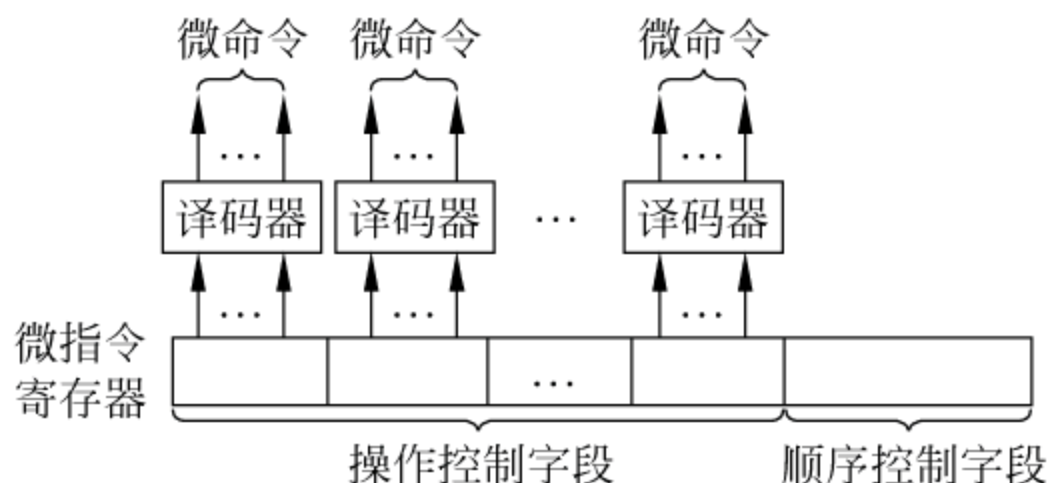 微命令 微命令 微命令
… … …
译码器 译码器 … 译码器
… … …
微指令
寄存器
…
操作控制字段 顺序控制字段